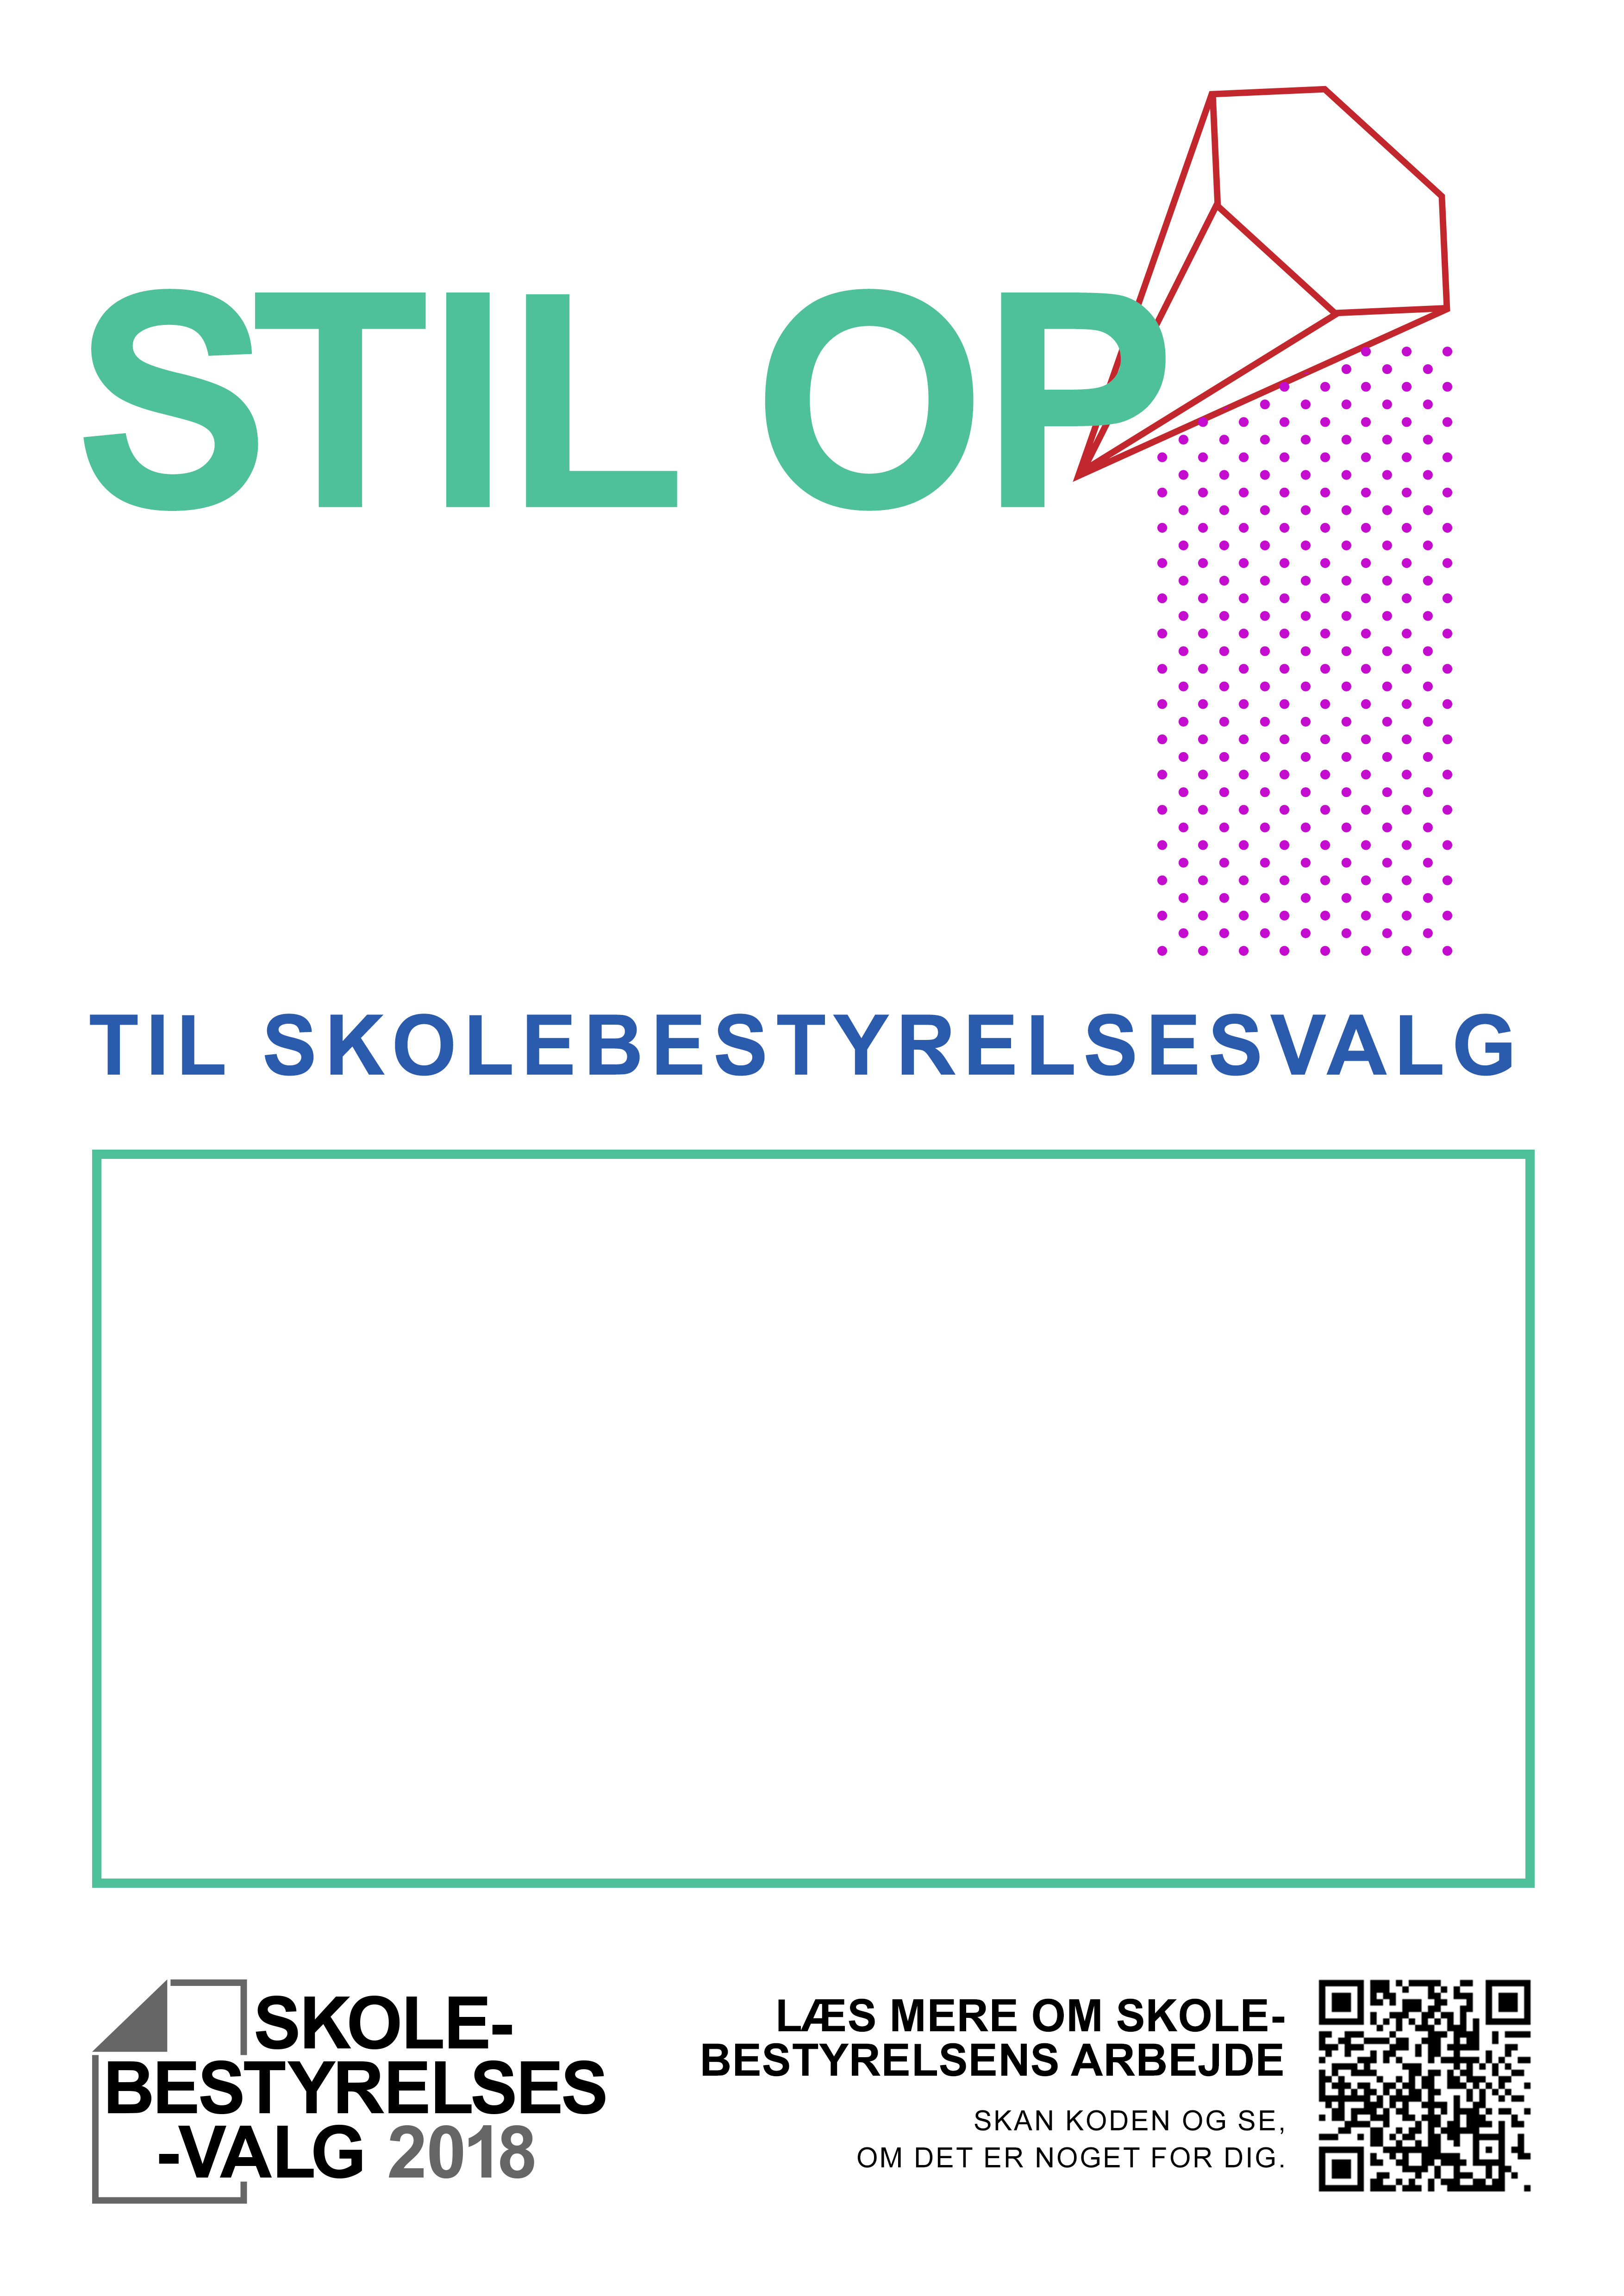 STIL OP
TIL SKOLEBESTYRELSESVALG
SKOLE-
BESTYRELSES
-VALG 2018
LÆS MERE OM SKOLE-
BESTYRELSENS ARBEJDE
SKAN KODEN OG SE,
OM DET ER NOGET FOR DIG.